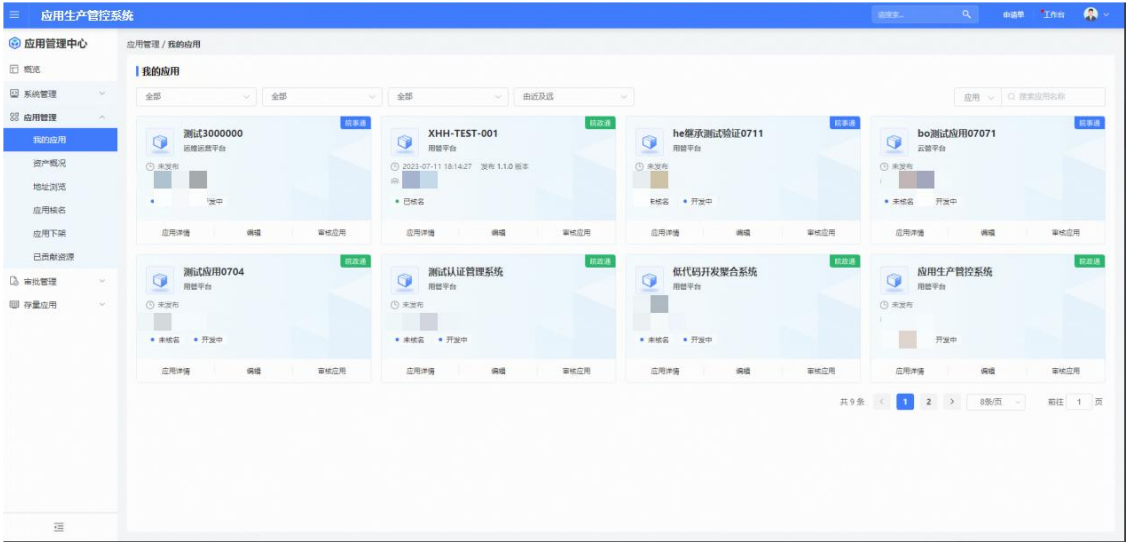 应用生产管控系统
请搜索... 申请单 工作台
应用管理中心
概览
系统管理
应用管理
我的应用
资产概况
地址浏览
应用核名
应用下架
已贡献资源
审批管理
存量应用
应用管理 / 我的应用
我的应用
全部 全部 全部 由近及远 应用 搜索应用名称
测试3000000 皖事通
运维运营平台
未发布
发中
应用详情 编辑 审核应用
XHH-TEST-001 皖政通
用管平台
2023-07-11 18:14:27 发布 1.1.0 版本
已核名
应用详情 编辑 审核应用
he继承测试验证0711 皖事通
用管平台
未发布
未核名 开发中
应用详情 编辑 审核应用
bo测试应用07071 皖事通
云管平台
未发布
未核名 开发中
应用详情 编辑 审核应用
测试应用0704 皖政通
用管平台
未发布
未核名 开发中
应用详情 编辑 审核应用
测试认证管理系统 皖政通
用管平台
未发布
未核名 开发中
应用详情 编辑 审核应用
低代码开发聚合系统 皖政通
用管平台
未发布
未核名 开发中
应用详情 编辑 审核应用
应用生产管控系统 皖政通
用管平台
未发布
开发中
应用详情 编辑 审核应用
共 9 条 1 2 8条/页 前往 1 页